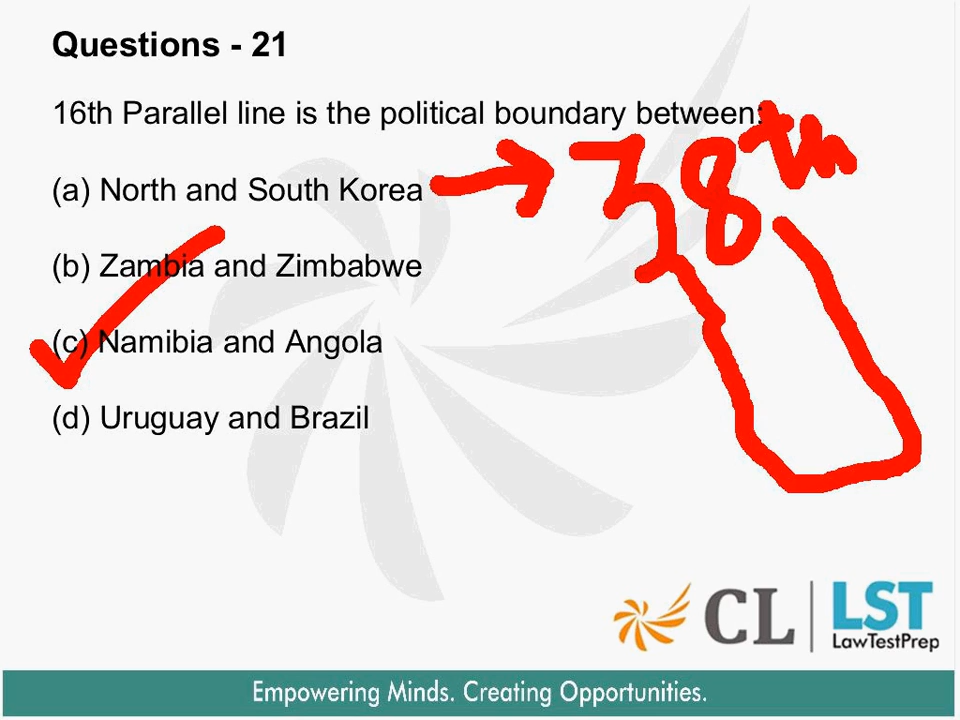 Questions - 21
16th Parallel line is the political boundary between:
(a) North and South Korea
38th
(b) Zambia and Zimbabwe
(c) Namibia and Angola
(d) Uruguay and Brazil
CL LST
LawTestPrep
Empowering Minds. Creating Opportunities.